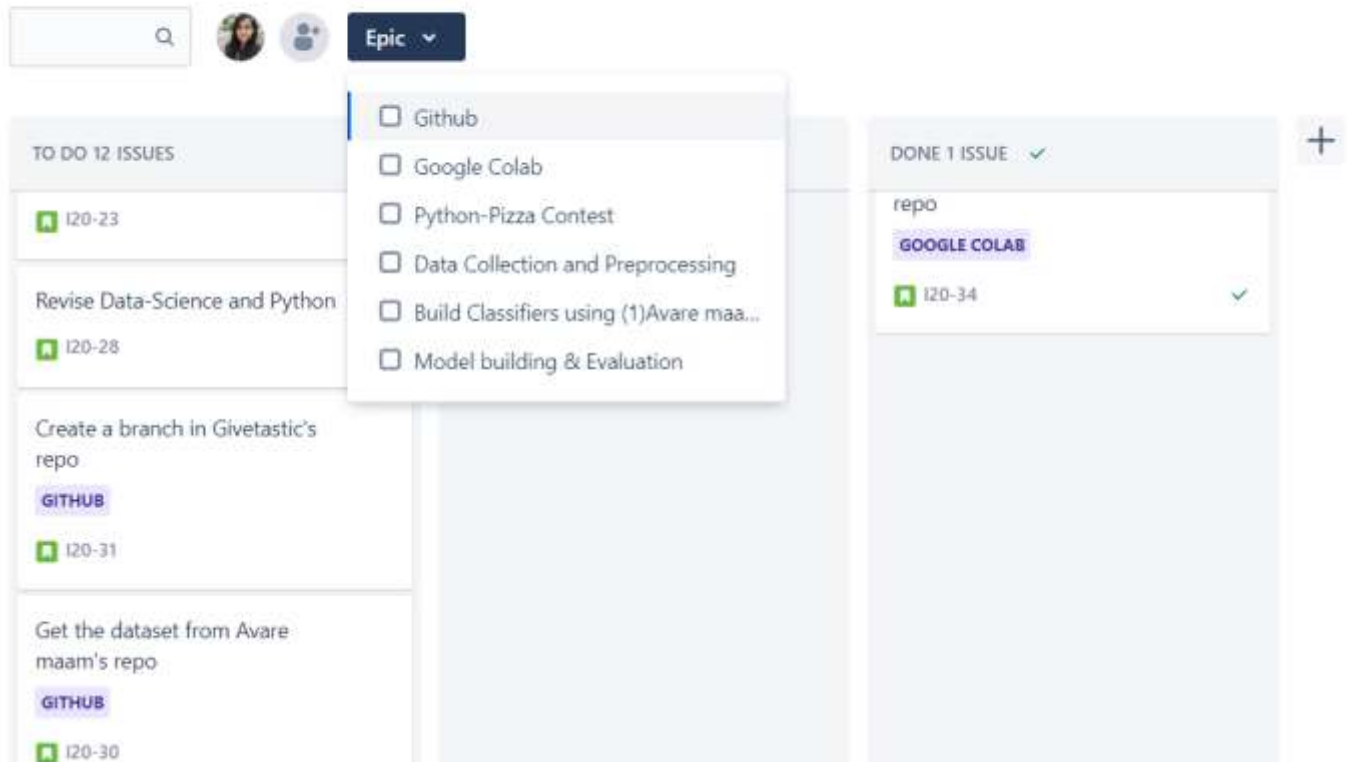 Epic
Github
Google Colab
Python-Pizza Contest
Data Collection and Preprocessing
Build Classifiers using (1)Avare maa...
Model building & Evaluation
TO DO 12 ISSUES
I20-23
Revise Data-Science and Python
I20-28
Create a branch in Givetastic's
repo
GITHUB
I20-31
Get the dataset from Avare
maam's repo
GITHUB
I20-30
DONE 1 ISSUE
repo
GOOGLE COLAB
I20-34